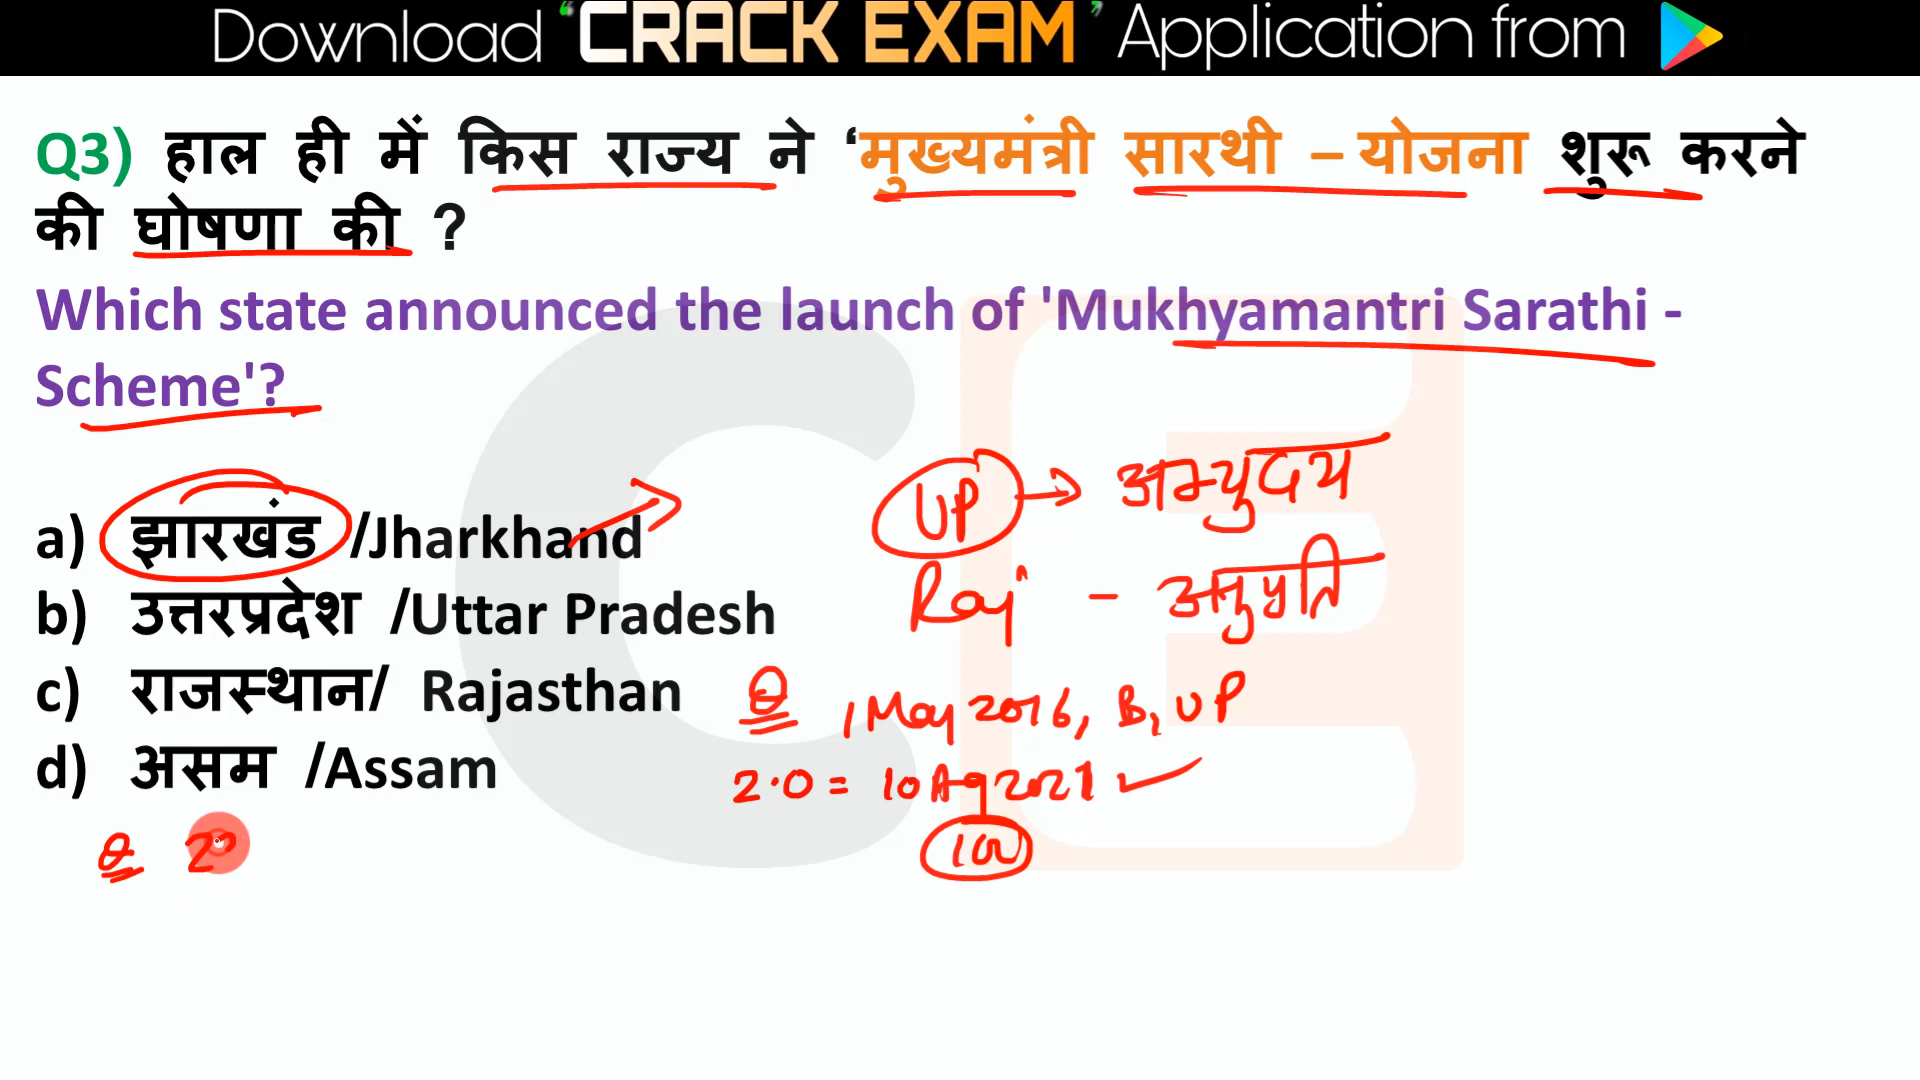 Download ‘CRACK EXAM’ Application from
Q3) हाल ही में किस राज्य ने ‘मुख्यमंत्री सारथी – योजना शुरू करने
की घोषणा की ?
Which state announced the launch of 'Mukhyamantri Sarathi -
Scheme'?
a) झारखंड /Jharkhand
b) उत्तरप्रदेश /Uttar Pradesh
c) राजस्थान/ Rajasthan
d) असम /Assam
UP → अभ्युदय
Raj - अनुप्रति
1 May 2016, B, UP
2.0 = 10 Aug 2021
CE